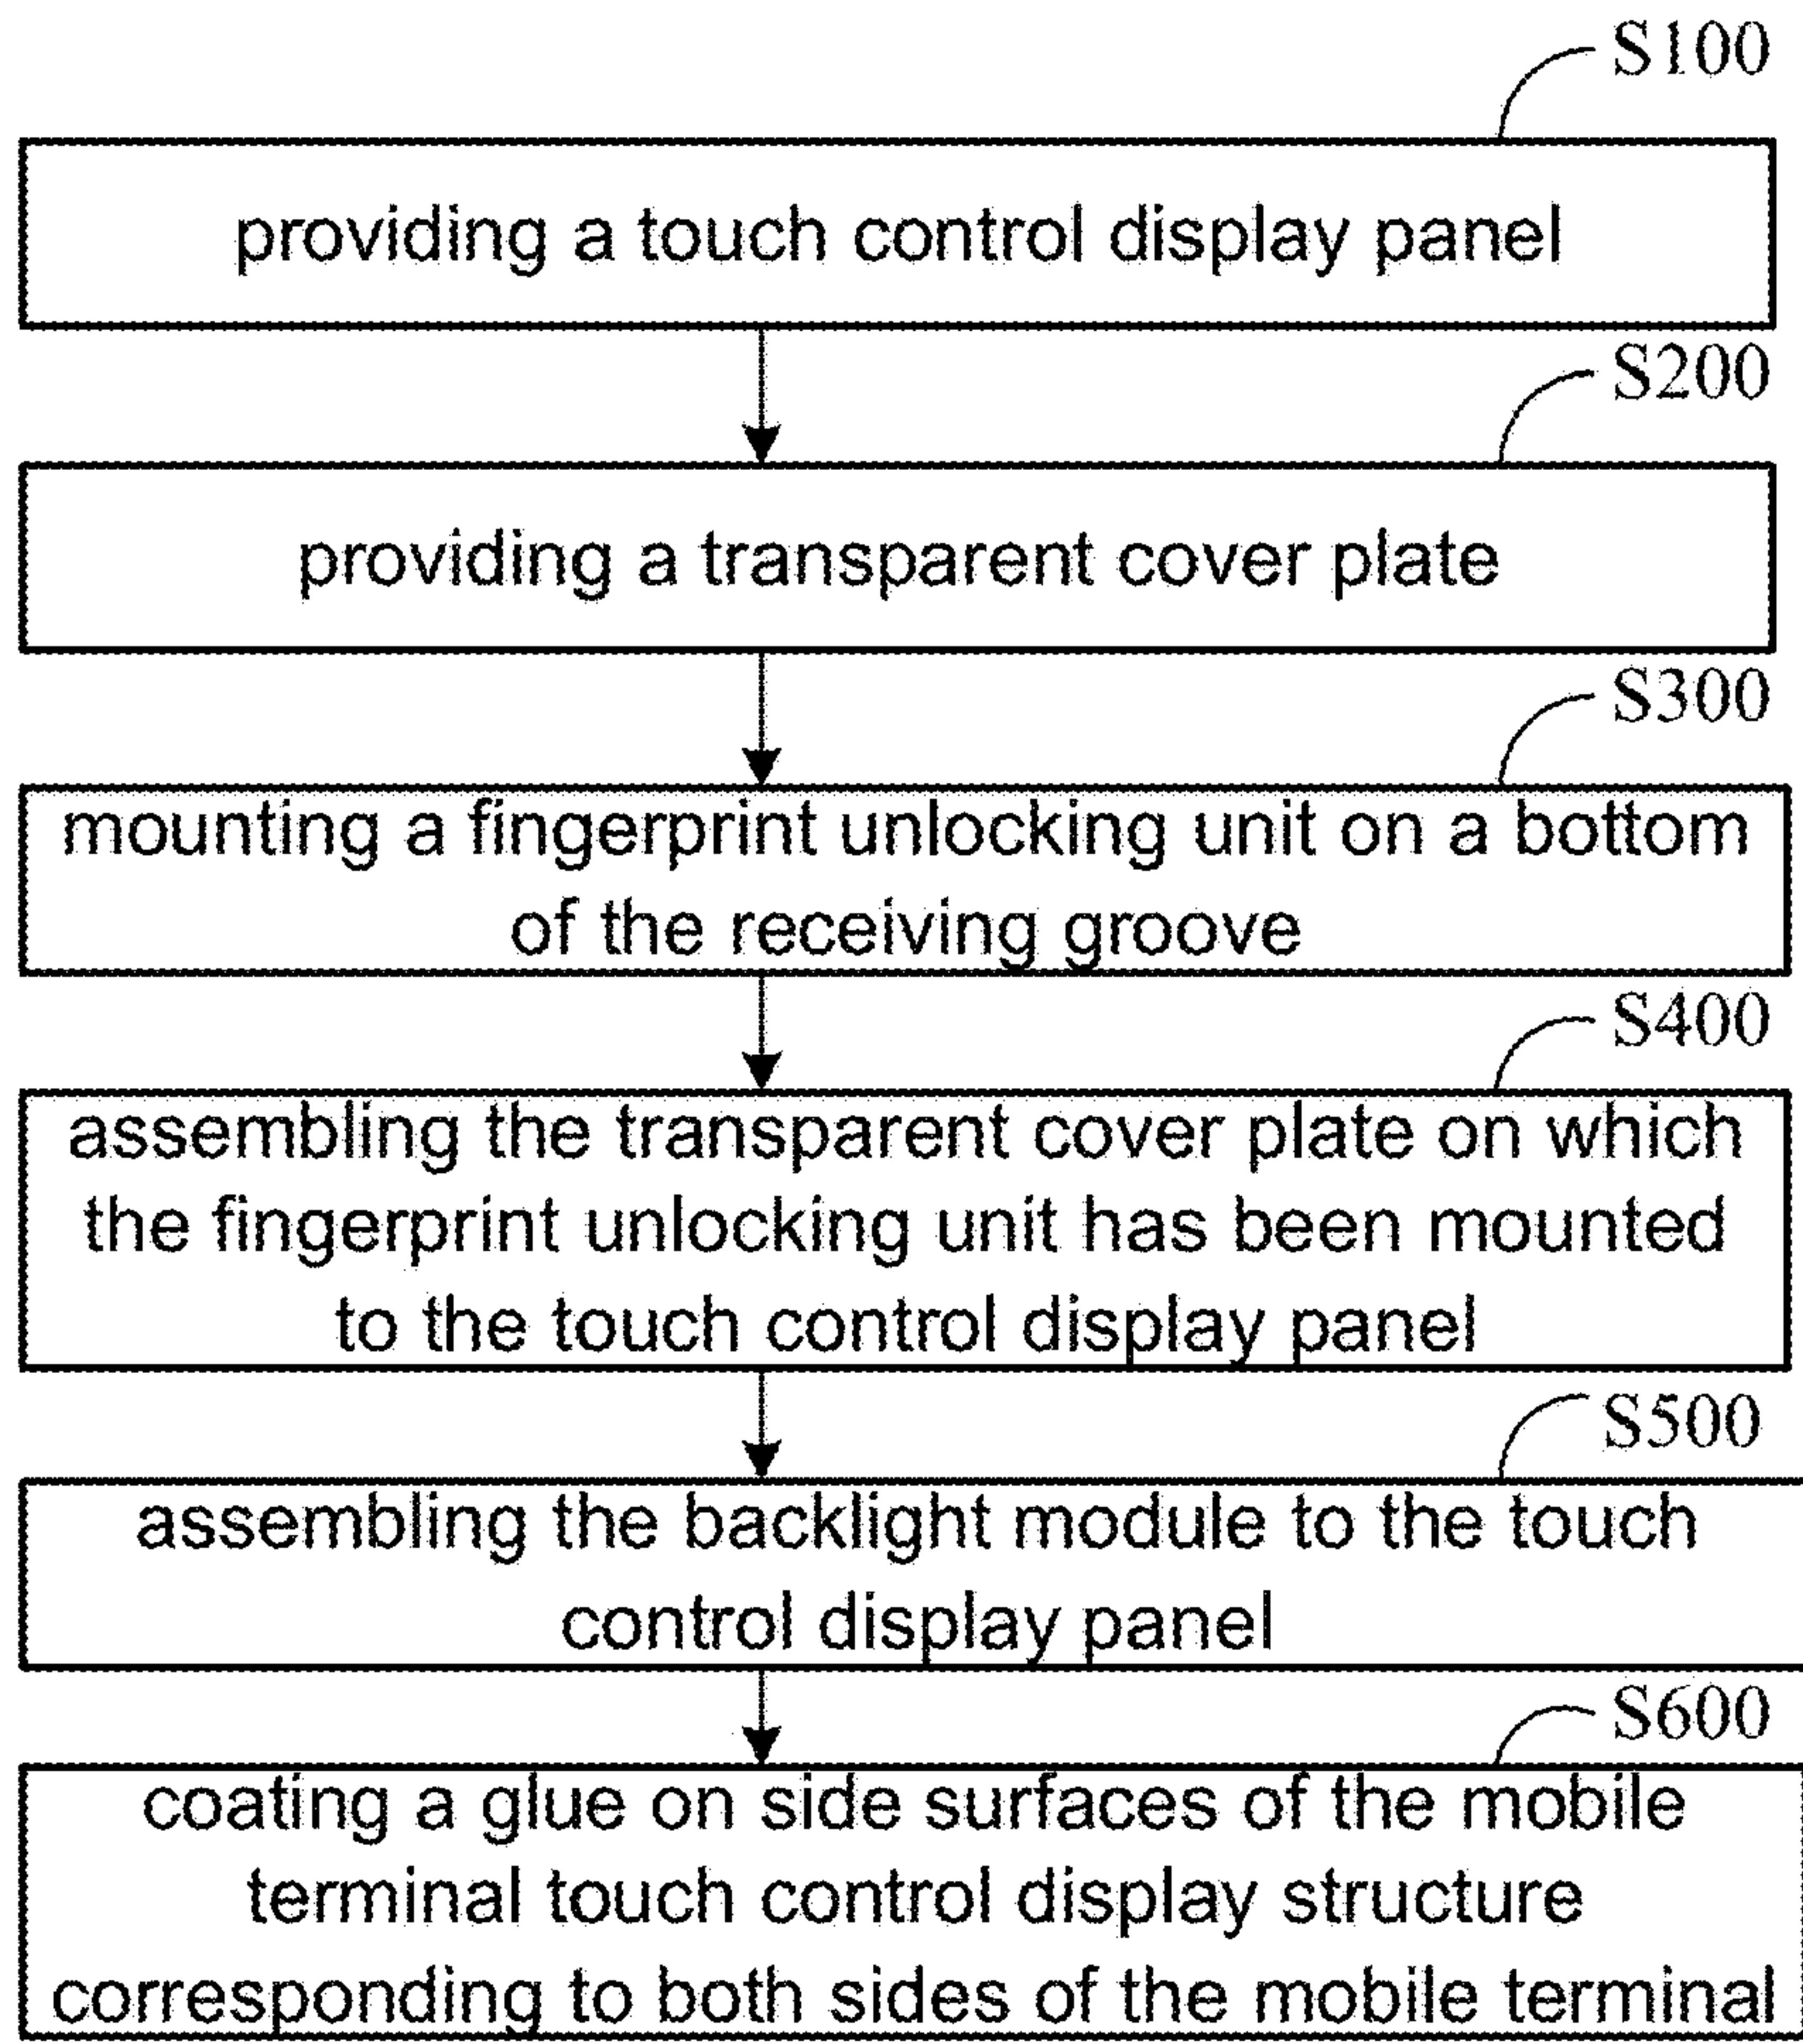 S100
providing a touch control display panel
S200
providing a transparent cover plate
S300
mounting a fingerprint unlocking unit on a bottom
of the receiving groove
S400
assembling the transparent cover plate on which
the fingerprint unlocking unit has been mounted
to the touch control display panel
S500
assembling the backlight module to the touch
control display panel
S600
coating a glue on side surfaces of the mobile
terminal touch control display structure
corresponding to both sides of the mobile terminal